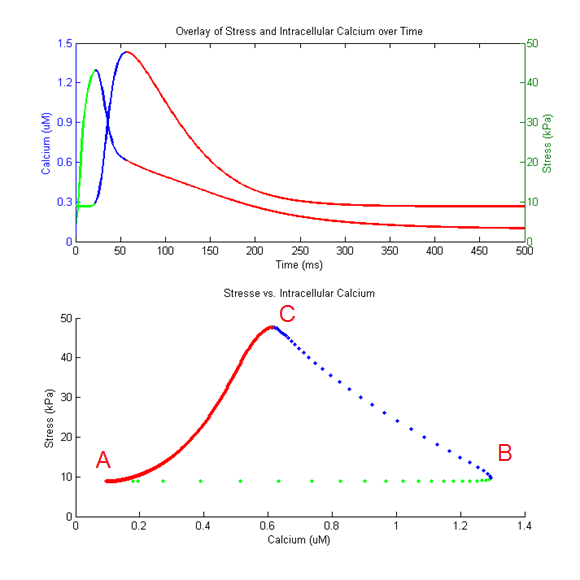 Overlay of Stress and Intracellular Calcium over Time
1.5
1.2
0.9
0.6
0.3
0
Calcium (uM)
50
40
30
20
10
0
Stress (kPa)
0 50 100 150 200 250 300 350 400 450 500
Time (ms)
Stresse vs. Intracellular Calcium
50
40
30
20
10
0
Stress (kPa)
A
C
B
0 0.2 0.4 0.6 0.8 1 1.2 1.4
Calcium (uM)